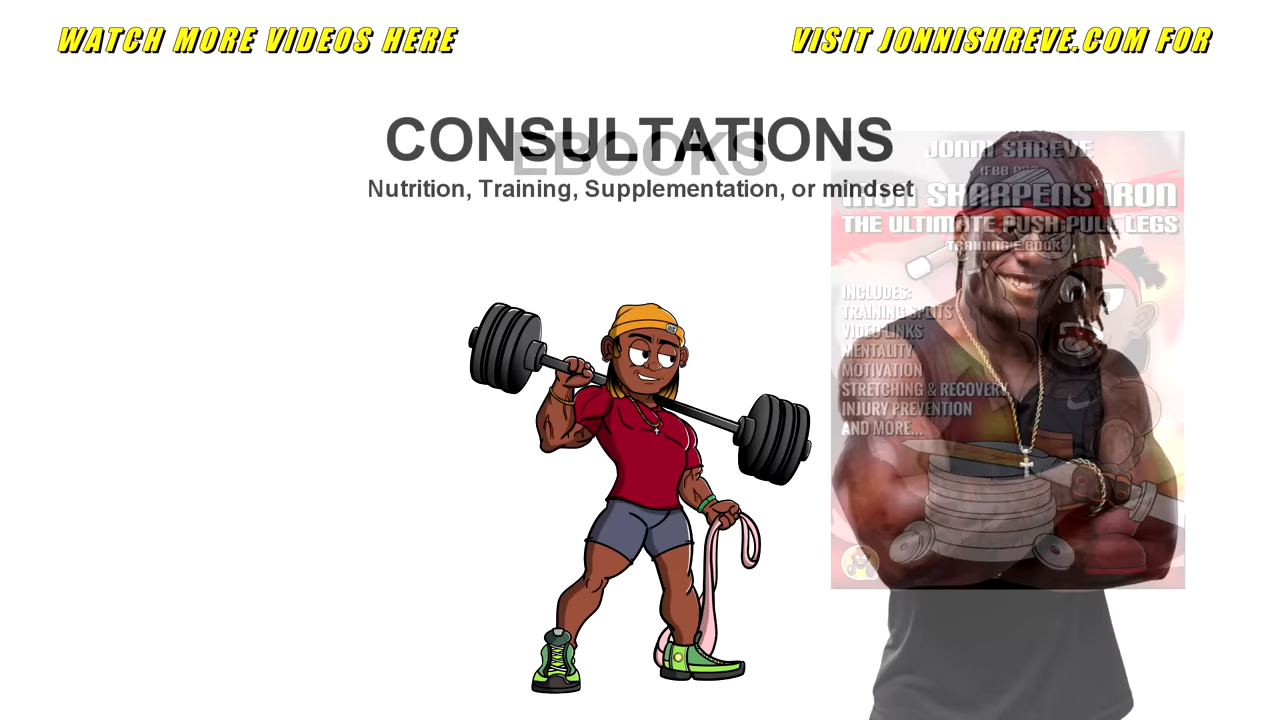 WATCH MORE VIDEOS HERE
VISIT JONNISHREVE.COM FOR
CONSULTATIONS
EBOOKS
Nutrition, Training, Supplementation, or mindset
JONNI SHREVE
IFBB PRO
IRON SHARPENS IRON
THE ULTIMATE PUSH PULL LEGS
TRAINING E.BOOK
INCLUDES:
TRAINING SPLITS
VIDEO LINKS
MENTALITY
MOTIVATION
STRETCHING & RECOVERY
INJURY PREVENTION
AND MORE...